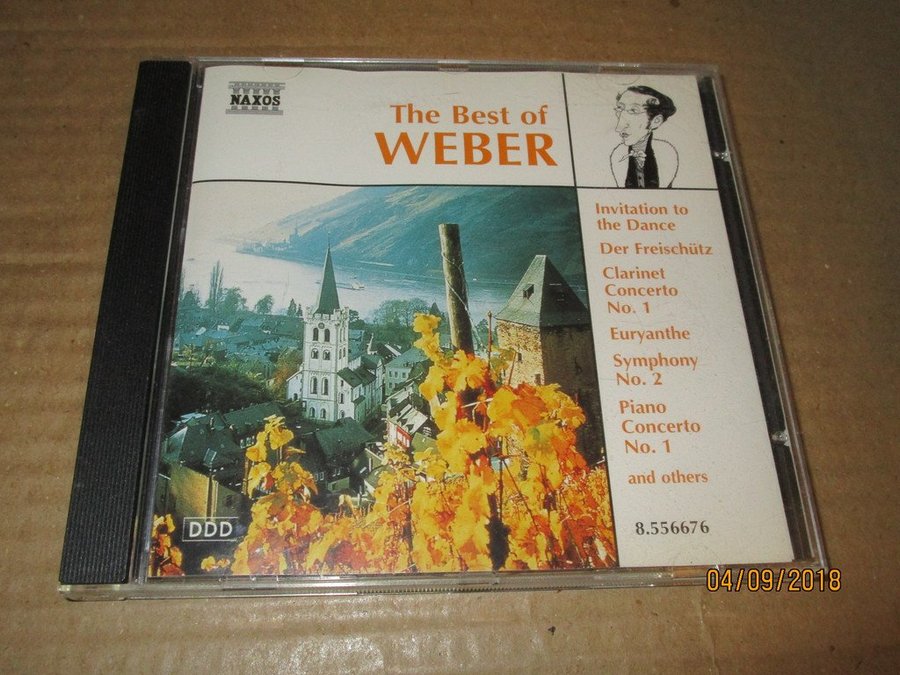 NAXOS
The Best of
WEBER
Invitation to
the Dance
Der Freischütz
Clarinet
Concerto
No. 1
Euryanthe
Symphony
No. 2
Piano
Concerto
No. 1
and others
8.556676
DDD
04/09/2018